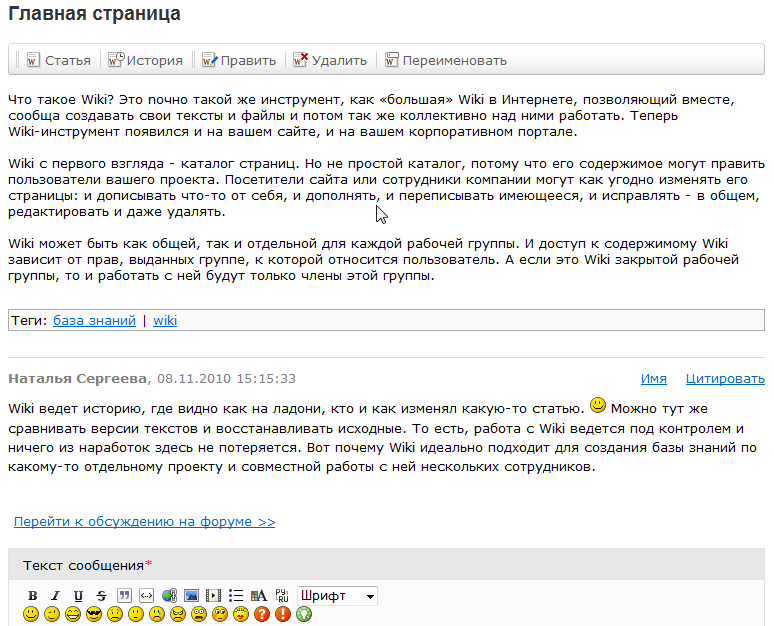 Главная страница
Статья История Править Удалить Переименовать
Что такое Wiki? Это почно такой же инструмент, как «большая» Wiki в Интернете, позволяющий вместе,
сообща создавать свои тексты и файлы и потом так же коллективно над ними работать. Теперь
Wiki-инструмент появился и на вашем сайте, и на вашем корпоративном портале.
Wiki с первого взгляда - каталог страниц. Но не простой каталог, потому что его содержимое могут править
пользователи вашего проекта. Посетители сайта или сотрудники компании могут как угодно изменять его
страницы: и дописывать что-то от себя, и дополнять, и переписывать имеющееся, и исправлять - в общем,
редактировать и даже удалять.
Wiki может быть как общей, так и отдельной для каждой рабочей группы. И доступ к содержимому Wiki
зависит от прав, выданных группе, к которой относится пользователь. А если это Wiki закрытой рабочей
группы, то и работать с ней будут только члены этой группы.
Теги: база знаний | wiki
Наталья Сергеева, 08.11.2010 15:15:33 Имя Цитировать
Wiki ведет историю, где видно как на ладони, кто и как изменял какую-то статью. Можно тут же
сравнивать версии текстов и восстанавливать исходные. То есть, работа с Wiki ведется под контролем и
ничего из наработок здесь не потеряется. Вот почему Wiki идеально подходит для создания базы знаний по
какому-то отдельному проекту и совместной работы с ней нескольких сотрудников.
Перейти к обсуждению на форуме >>
Текст сообщения*
B I U S Шрифт